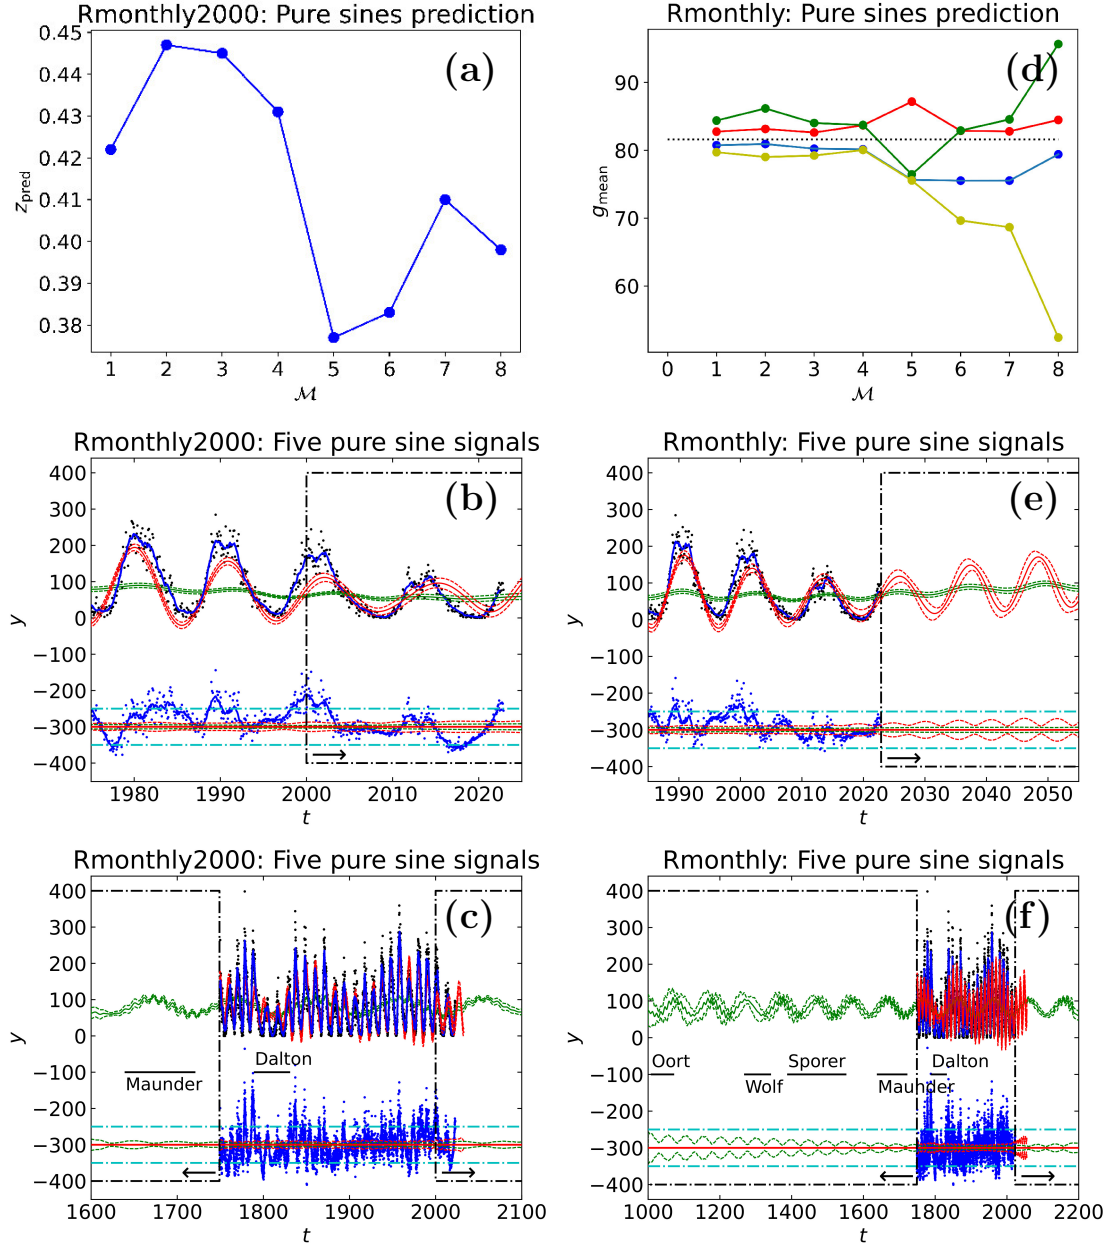 Rmonthly2000: Pure sines prediction
(a)
z_pred
0.45
0.44
0.43
0.42
0.41
0.40
0.39
0.38
1 2 3 4 5 6 7 8
ℳ
Rmonthly: Pure sines prediction
(d)
g_mean
90
80
70
60
0 1 2 3 4 5 6 7 8
ℳ
Rmonthly2000: Five pure sine signals
(b)
y
400
300
200
100
0
−100
−200
−300
−400
1980 1990 2000 2010 2020
t
Rmonthly: Five pure sine signals
(e)
y
400
300
200
100
0
−100
−200
−300
−400
1990 2000 2010 2020 2030 2040 2050
t
Rmonthly2000: Five pure sine signals
(c)
y
400
300
200
100
0
−100
−200
−300
−400
Dalton
Maunder
1600 1700 1800 1900 2000 2100
t
Rmonthly: Five pure sine signals
(f)
y
400
300
200
100
0
−100
−200
−300
−400
Oort Sporer Dalton
Wolf Maunder
1000 1200 1400 1600 1800 2000 2200
t